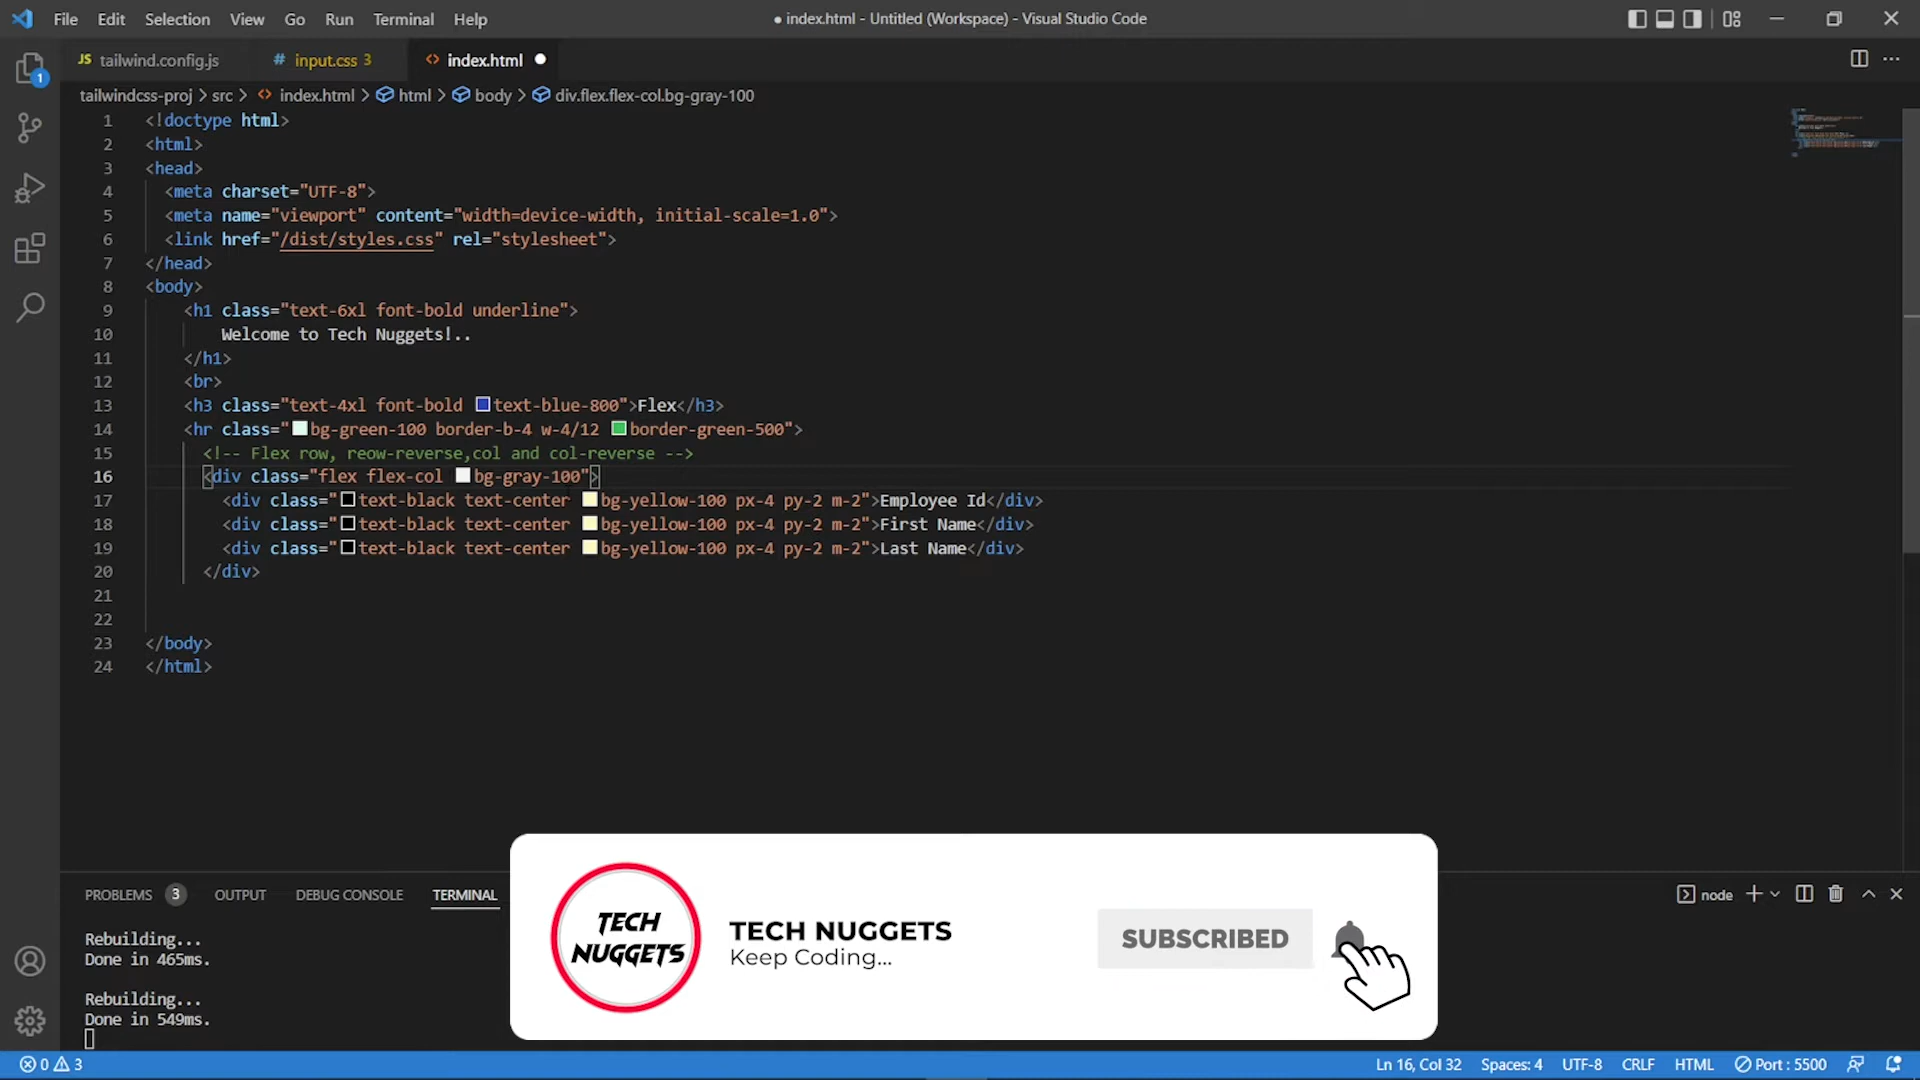 File Edit Selection View Go Run Terminal Help ● index.html - Untitled (Workspace) - Visual Studio Code
JS tailwind.config.js # input.css 3 <> index.html ●
1
tailwindcss-proj > src > <> index.html > html > body > div.flex.flex-col.bg-gray-100
1 <!doctype html>
2 <html>
3 <head>
4 <meta charset="UTF-8">
5 <meta name="viewport" content="width=device-width, initial-scale=1.0">
6 <link href="/dist/styles.css" rel="stylesheet">
7 </head>
8 <body>
9 <h1 class="text-6xl font-bold underline">
10 Welcome to Tech Nuggets!..
11 </h1>
12 <br>
13 <h3 class="text-4xl font-bold text-blue-800">Flex</h3>
14 <hr class="bg-green-100 border-b-4 w-4/12 border-green-500">
15 <!-- Flex row, reow-reverse,col and col-reverse -->
16 <div class="flex flex-col bg-gray-100">
17 <div class="text-black text-center bg-yellow-100 px-4 py-2 m-2">Employee Id</div>
18 <div class="text-black text-center bg-yellow-100 px-4 py-2 m-2">First Name</div>
19 <div class="text-black text-center bg-yellow-100 px-4 py-2 m-2">Last Name</div>
20 </div>
21
22
23 </body>
24 </html>
PROBLEMS 3 OUTPUT DEBUG CONSOLE TERMINAL node
Rebuilding...
Done in 465ms.
Rebuilding...
Done in 549ms.
TECH
NUGGETS
TECH NUGGETS
Keep Coding...
SUBSCRIBED
0 3 Ln 16, Col 32 Spaces: 4 UTF-8 CRLF HTML Port : 5500